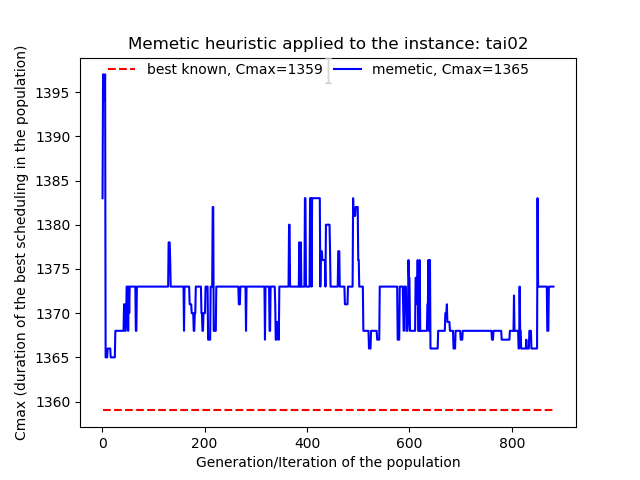 Memetic heuristic applied to the instance: tai02
best known, Cmax=1359
memetic, Cmax=1365
Cmax (duration of the best scheduling in the population)
1395
1390
1385
1380
1375
1370
1365
1360
0 200 400 600 800
Generation/Iteration of the population